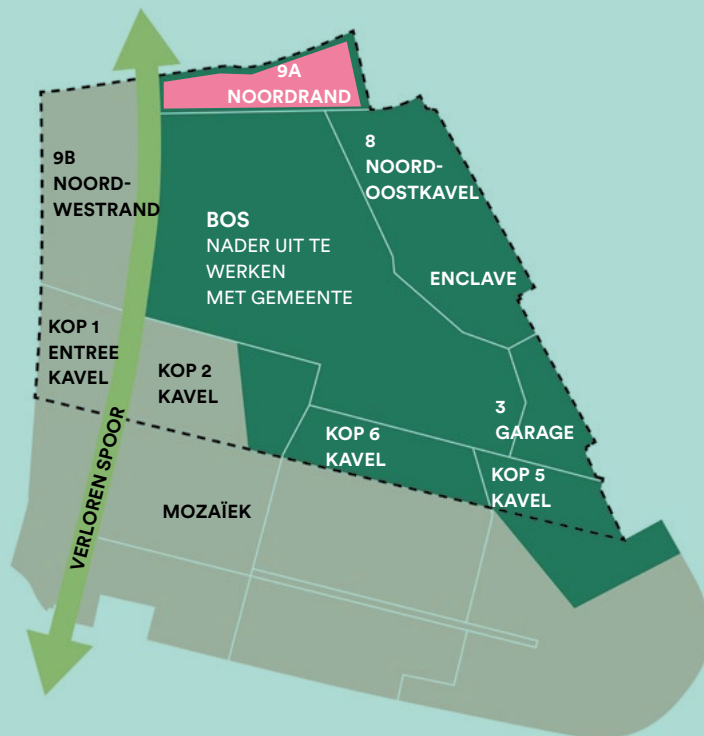 9A
NOORDRAND
8
NOORD-
OOSTKAVEL
9B
NOORD-
WESTRAND
BOS
NADER UIT TE
WERKEN
MET GEMEENTE
ENCLAVE
KOP 1
ENTREE
KAVEL
KOP 2
KAVEL
3
GARAGE
KOP 6
KAVEL
KOP 5
KAVEL
VERLOREN SPOOR
MOZAÏEK